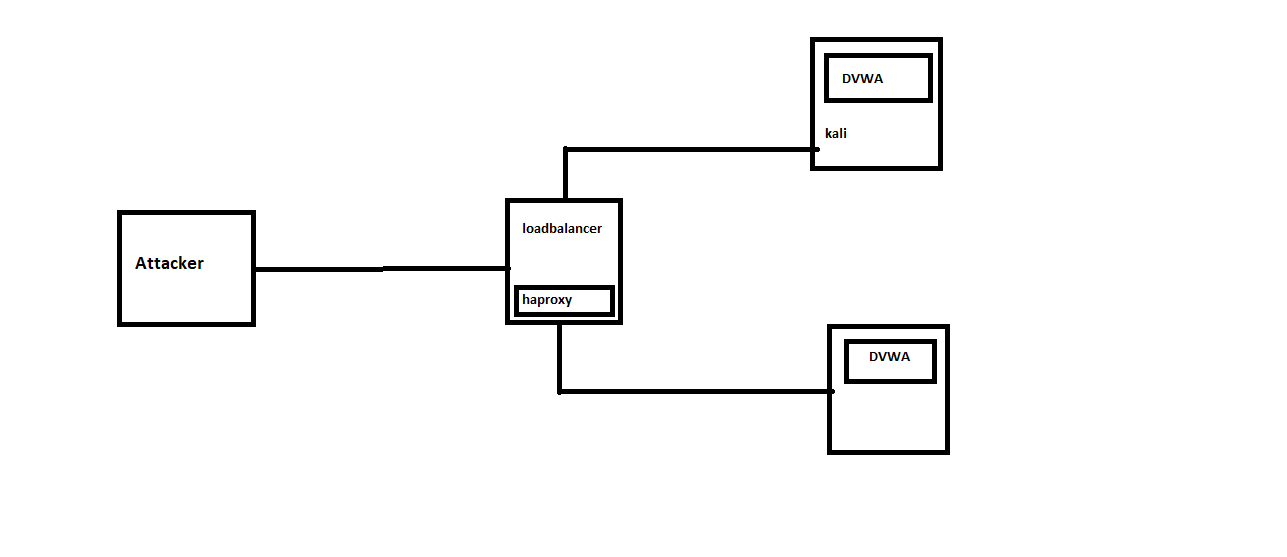 DVWA
kali
loadbalancer
Attacker
haproxy
DVWA